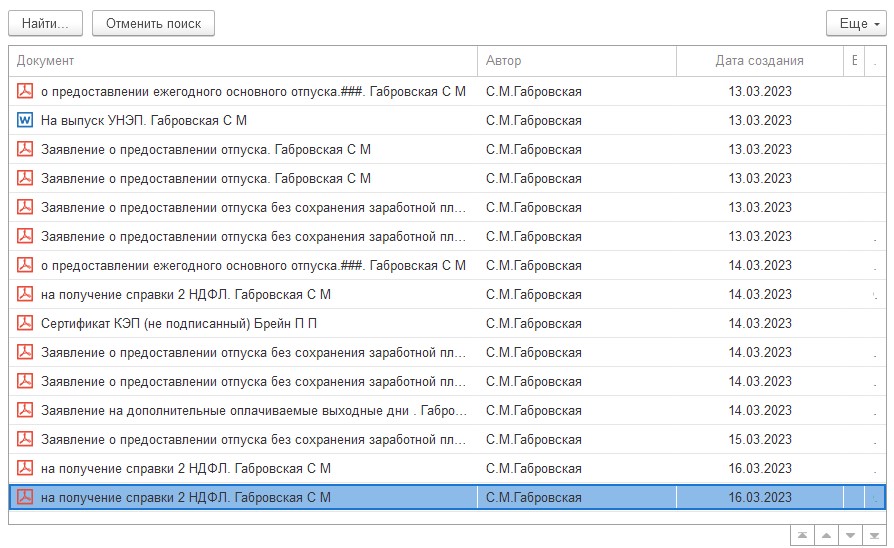 Найти... Отменить поиск Еще
Документ Автор Дата создания Е .
о предоставлении ежегодного основного отпуска.###. Габровская С М С.М.Габровская 13.03.2023
На выпуск УНЭП. Габровская С М С.М.Габровская 13.03.2023
Заявление о предоставлении отпуска. Габровская С М С.М.Габровская 13.03.2023
Заявление о предоставлении отпуска. Габровская С М С.М.Габровская 13.03.2023
Заявление о предоставлении отпуска без сохранения заработной пл... С.М.Габровская 13.03.2023
Заявление о предоставлении отпуска без сохранения заработной пл... С.М.Габровская 13.03.2023 .
о предоставлении ежегодного основного отпуска.###. Габровская С М С.М.Габровская 14.03.2023 .
на получение справки 2 НДФЛ. Габровская С М С.М.Габровская 14.03.2023 .
Сертификат КЭП (не подписанный) Брейн П П С.М.Габровская 14.03.2023
Заявление о предоставлении отпуска без сохранения заработной пл... С.М.Габровская 14.03.2023 .
Заявление о предоставлении отпуска без сохранения заработной пл... С.М.Габровская 14.03.2023 .
Заявление на дополнительные оплачиваемые выходные дни . Габро... С.М.Габровская 14.03.2023 .
Заявление о предоставлении отпуска без сохранения заработной пл... С.М.Габровская 15.03.2023 .
на получение справки 2 НДФЛ. Габровская С М С.М.Габровская 16.03.2023 .
на получение справки 2 НДФЛ. Габровская С М С.М.Габровская 16.03.2023